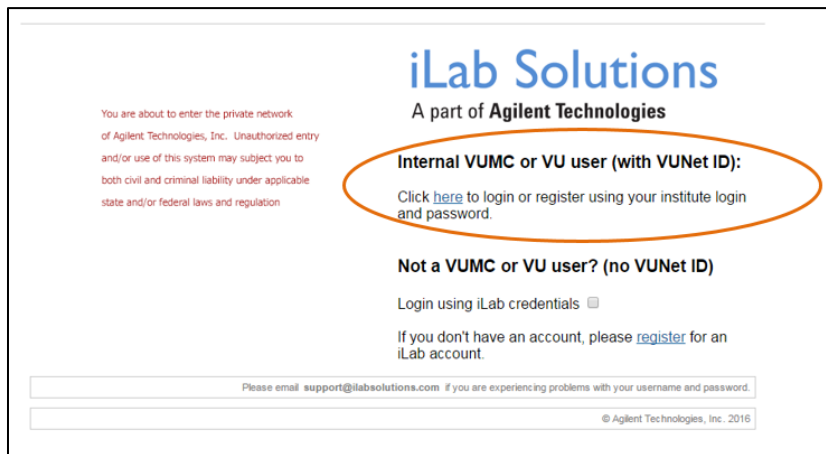 iLab Solutions
A part of Agilent Technologies
You are about to enter the private network
of Agilent Technologies, Inc. Unauthorized entry
and/or use of this system may subject you to
both civil and criminal liability under applicable
state and/or federal laws and regulation
Internal VUMC or VU user (with VUNet ID):
Click here to login or register using your institute login
and password.
Not a VUMC or VU user? (no VUNet ID)
Login using iLab credentials
If you don't have an account, please register for an
iLab account.
Please email support@ilabsolutions.com if you are experiencing problems with your username and password.
© Agilent Technologies, Inc. 2016